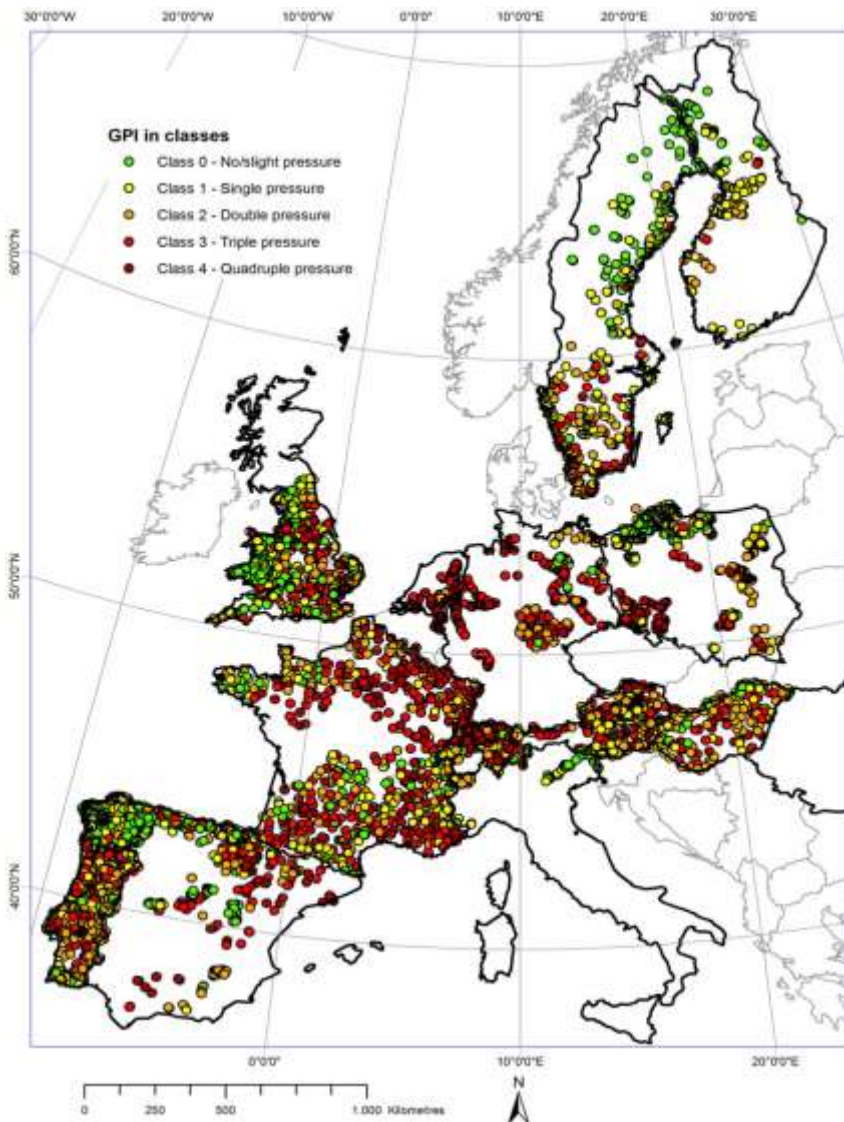 30°0'0"W 20°0'0"W 10°0'0"W 0°0'0" 10°0'0"E 20°0'0"E 30°0'0"E
GPI in classes
Class 0 - No/slight pressure
Class 1 - Single pressure
Class 2 - Double pressure
Class 3 - Triple pressure
Class 4 - Quadruple pressure
60°0'0"N
50°0'0"N
40°0'0"N
0°0'0" 10°0'0"E 20°0'0"E
N
0 250 500 1.000 Kilometres